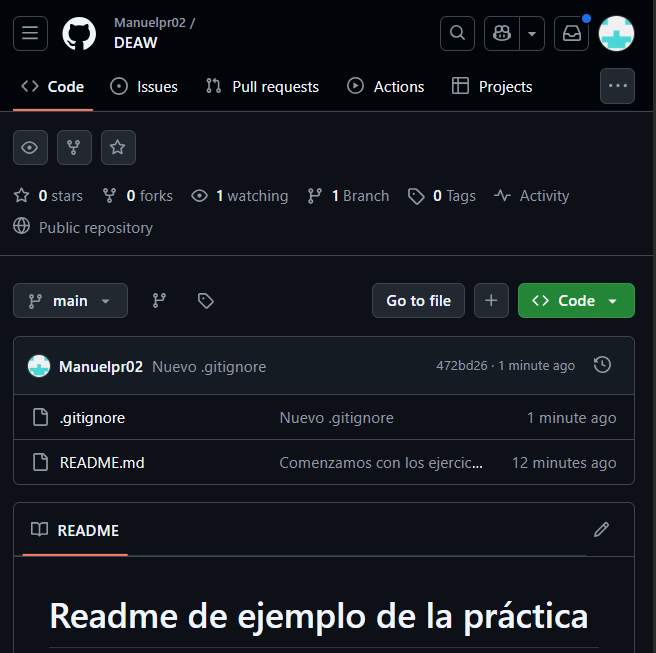 Manuelpr02 /
DEAW
Code Issues Pull requests Actions Projects
0 stars 0 forks 1 watching 1 Branch 0 Tags Activity
Public repository
main Go to file Code
Manuelpr02 Nuevo .gitignore 472bd26 · 1 minute ago
.gitignore Nuevo .gitignore 1 minute ago
README.md Comenzamos con los ejercic... 12 minutes ago
README
Readme de ejemplo de la práctica